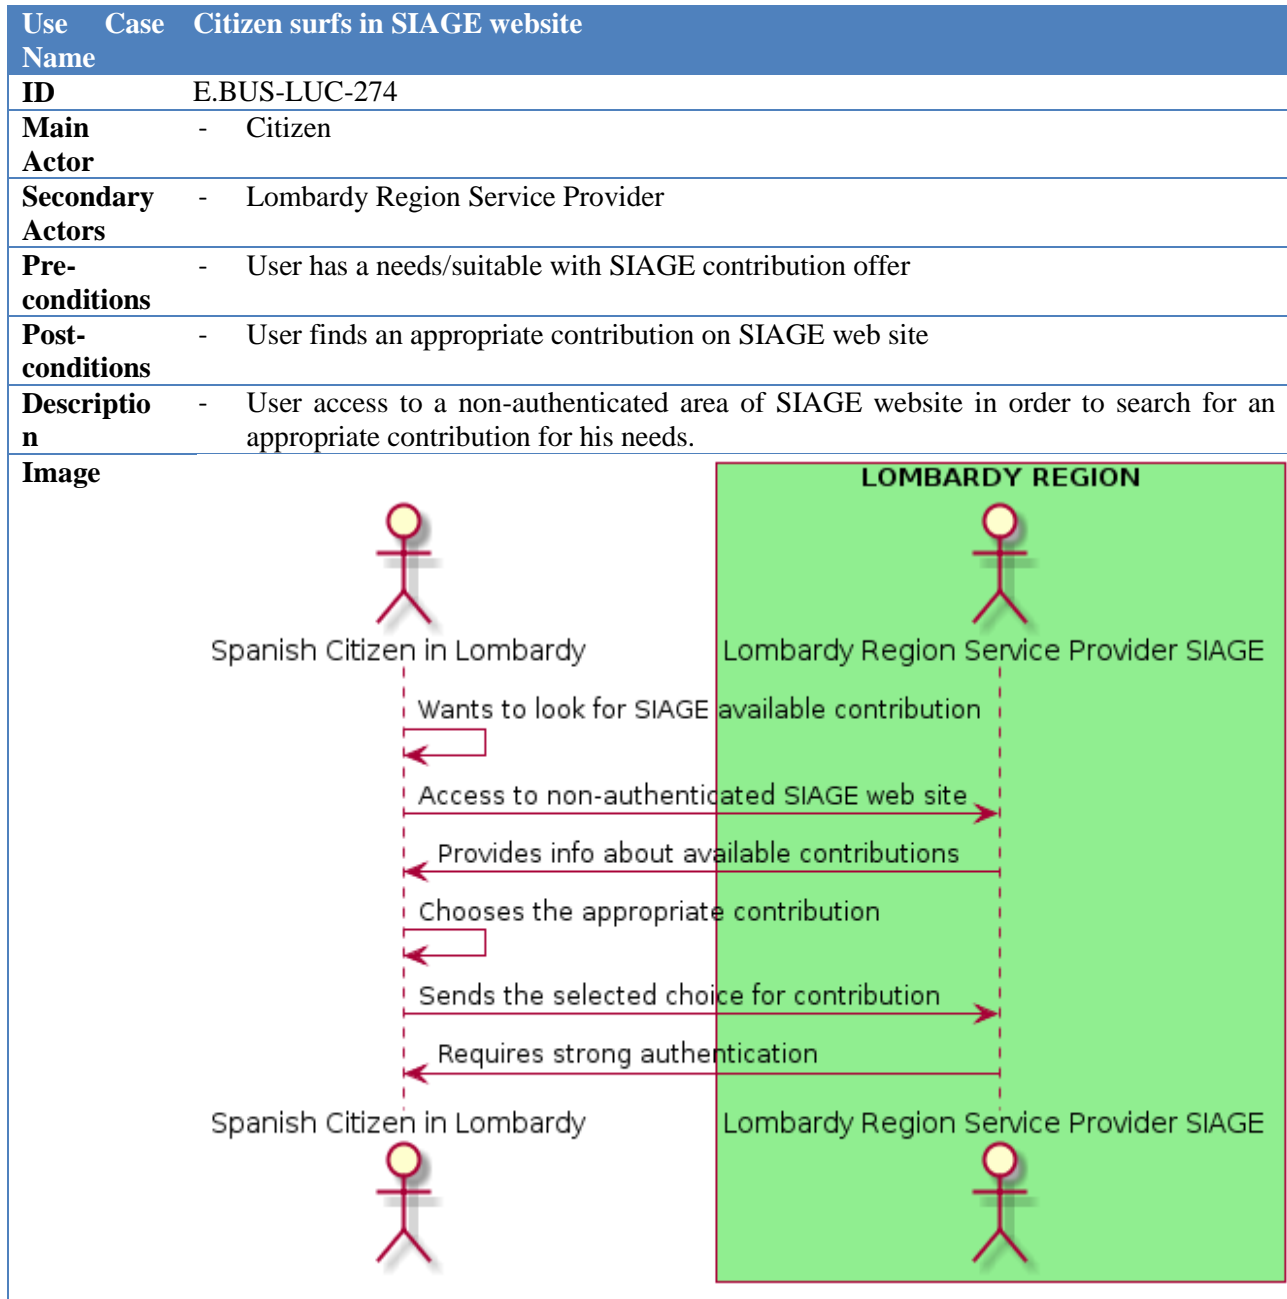 Use Case Name Citizen surfs in SIAGE website
ID E.BUS-LUC-274
Main Actor - Citizen
Secondary Actors - Lombardy Region Service Provider
Pre-conditions - User has a needs/suitable with SIAGE contribution offer
Post-conditions - User finds an appropriate contribution on SIAGE web site
Description - User access to a non-authenticated area of SIAGE website in order to search for an
appropriate contribution for his needs.
Image
LOMBARDY REGION
Spanish Citizen in Lombardy Lombardy Region Service Provider SIAGE
Wants to look for SIAGE available contribution
Access to non-authenticated SIAGE web site
Provides info about available contributions
Chooses the appropriate contribution
Sends the selected choice for contribution
Requires strong authentication
Spanish Citizen in Lombardy Lombardy Region Service Provider SIAGE